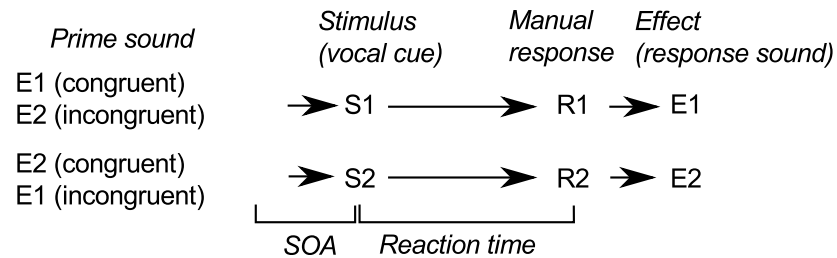 Prime sound
Stimulus
(vocal cue)
Manual
response
Effect
(response sound)
E1 (congruent)
E2 (incongruent)
S1
R1
E1
E2 (congruent)
E1 (incongruent)
S2
R2
E2
SOA
Reaction time